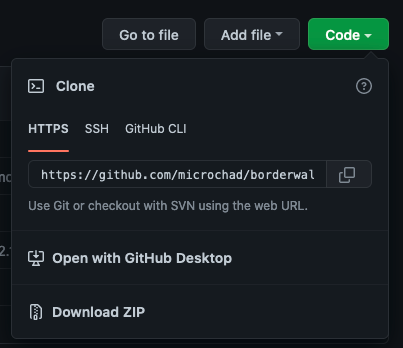 Go to file Add file Code
Clone
HTTPS SSH GitHub CLI
https://github.com/microchad/borderwal
Use Git or checkout with SVN using the web URL.
Open with GitHub Desktop
Download ZIP